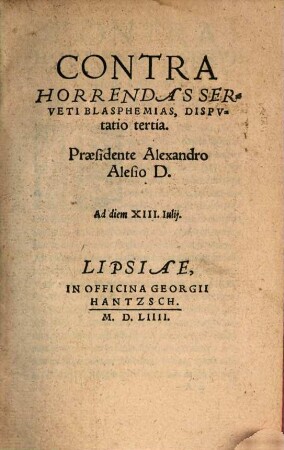 CONTRA
HORRENDAS SER-
VETI BLASPHEMIAS, DISPV-
tatio tertia.
Præsidente Alexandro
Alesio D.
Ad diem XIII. Iulij.
LIPSIAE,
IN OFFICINA GEORGII
HANTZSCH.
M. D. LIIII.